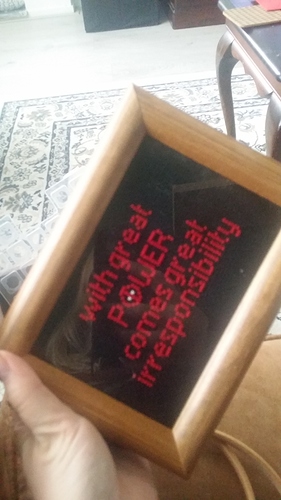 with great
POWER
comes great
irresponsibility